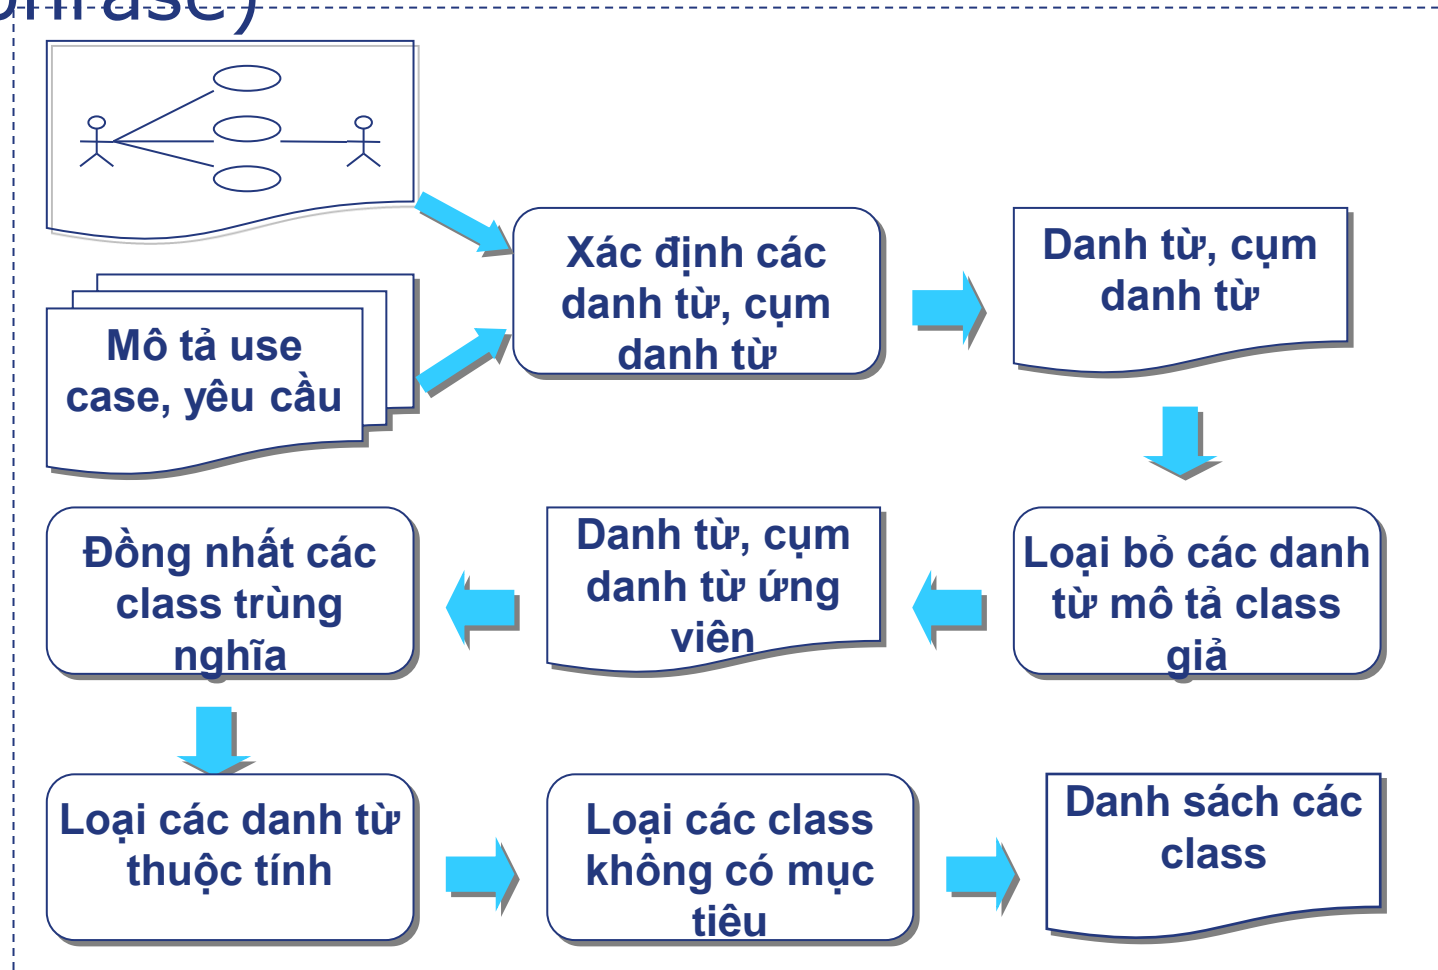 phrase)
Xác định các
danh từ, cụm
danh từ
Danh từ, cụm
danh từ
Mô tả use
case, yêu cầu
Loại bỏ các danh
từ mô tả class
giả
Danh từ, cụm
danh từ ứng
viên
Đồng nhất các
class trùng
nghĩa
Loại các danh từ
thuộc tính
Loại các class
không có mục
tiêu
Danh sách các
class